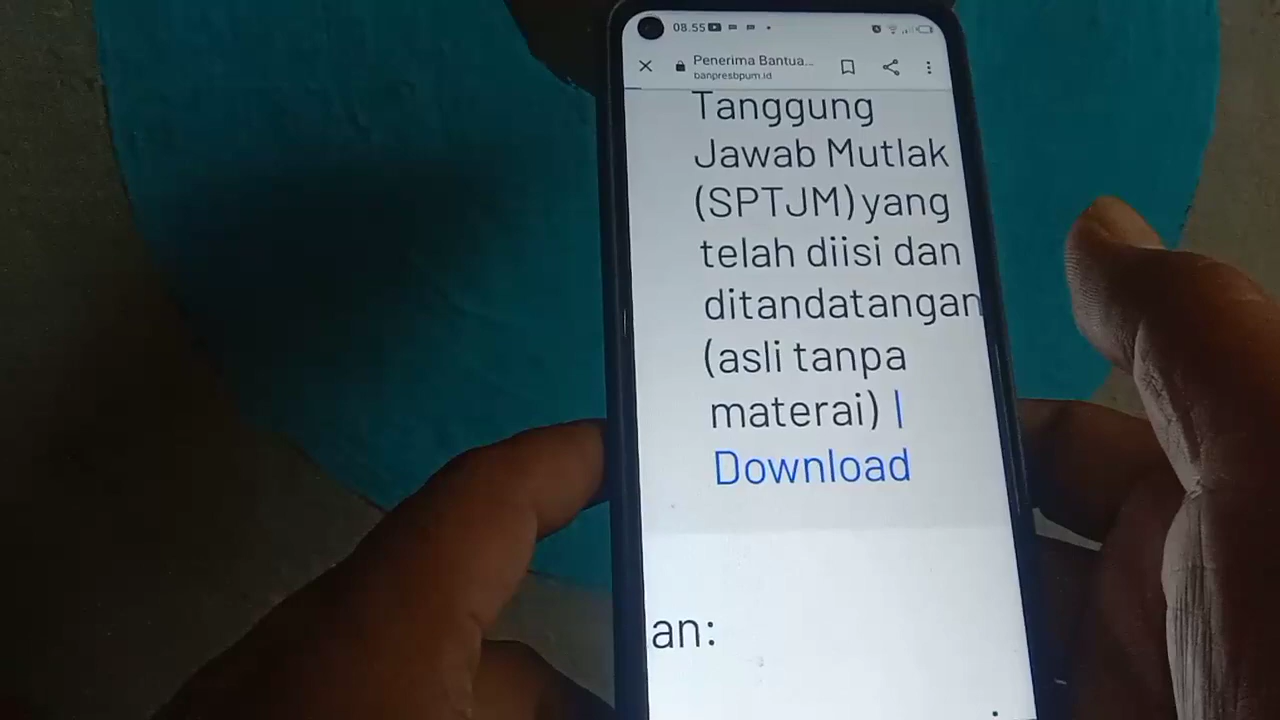 08.55
Penerima Bantua...
banpresbpum.id
Tanggung
Jawab Mutlak
(SPTJM) yang
telah diisi dan
ditandatangan
(asli tanpa
materai) |
Download
an: